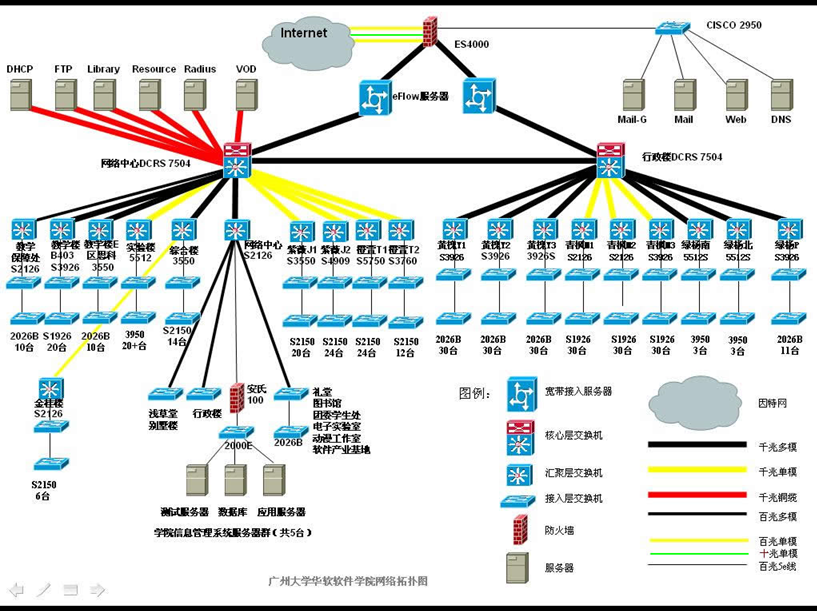 Internet
ES4000
CISCO 2950
DHCP
FTP
Library
Resource
Radius
VOD
eFlow服务器
Mail-G
Mail
Web
DNS
网络中心DCRS 7504
行政楼DCRS 7504
教学
保障处
S2126
教学楼
B403
S3926
教学楼E
区思科
3550
实验楼
5512
综合楼
3550
网络中心
S2126
紫薇J1
S3550
紫薇J2
S4909
橙萱T1
S5750
橙萱T2
S3760
黄槐Y1
S3926
黄槐Y2
S3926
黄槐Y3
3926S
青枫M1
S2126
青枫M2
S2126
青枫M3
S3926
绿杨南
5512S
绿杨北
5512S
绿杨P
S3926
2026B
10台
S1926
20台
2026B
10台
3950
20+台
S2150
14台
S2150
20台
S2150
24台
S2150
24台
S2150
12台
2026B
30台
2026B
30台
2026B
30台
S1926
30台
S1926
30台
S1926
30台
3950
3台
3950
3台
2026B
11台
金桂楼
S2126
S2150
6台
浅草堂
别墅楼
行政楼
安氏
100
2000E
2026B
礼堂
图书馆
团委学生处
电子实验室
动漫工作室
软件产业基地
测试服务器
数据库
应用服务器
学院信息管理系统服务器群(共5台)
图例:
宽带接入服务器
核心层交换机
汇聚层交换机
接入层交换机
防火墙
服务器
因特网
千兆多模
千兆单模
千兆铜缆
百兆多模
百兆单模
十兆单模
百兆5e线
广州大学华软软件学院网络拓扑图